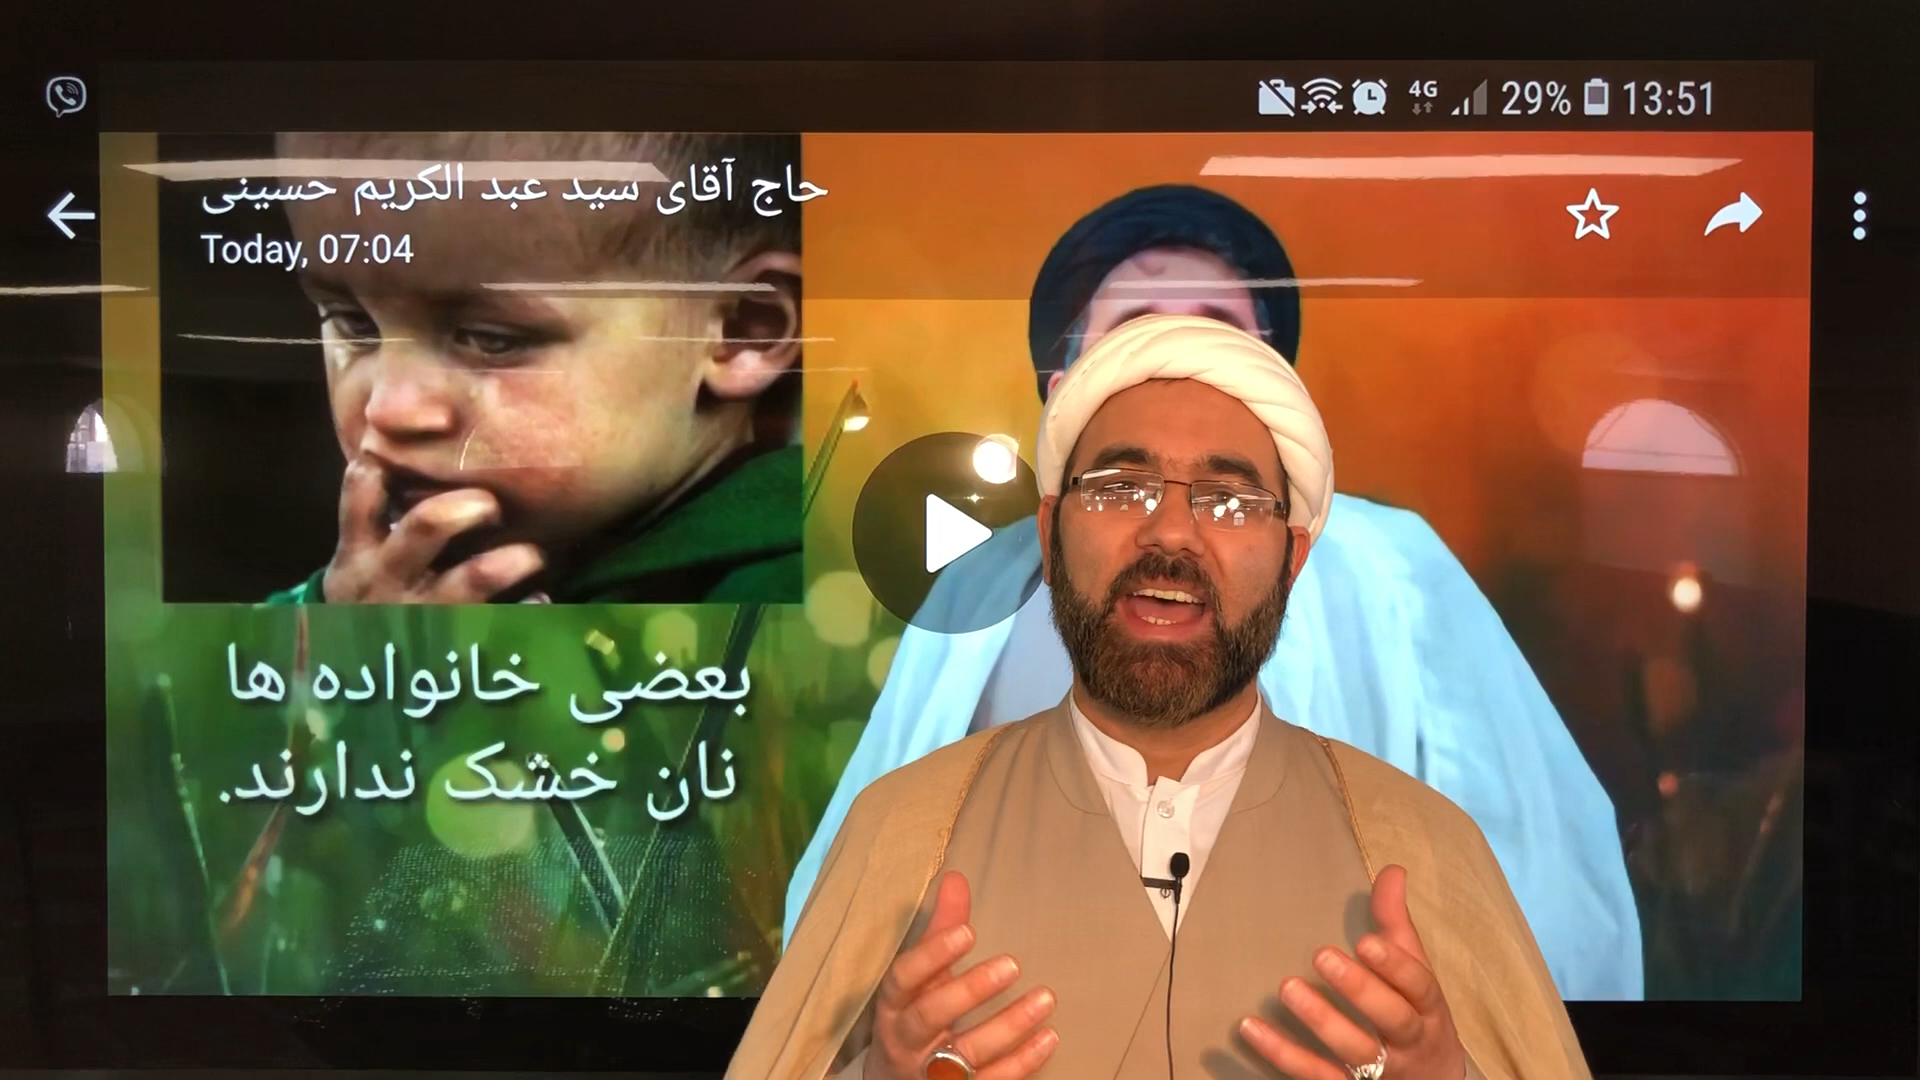 4G 29% 13:51
حاج آقای سید عبد الکریم حسینی
Today, 07:04
بعضی خانواده ها
نان خشک ندارند.